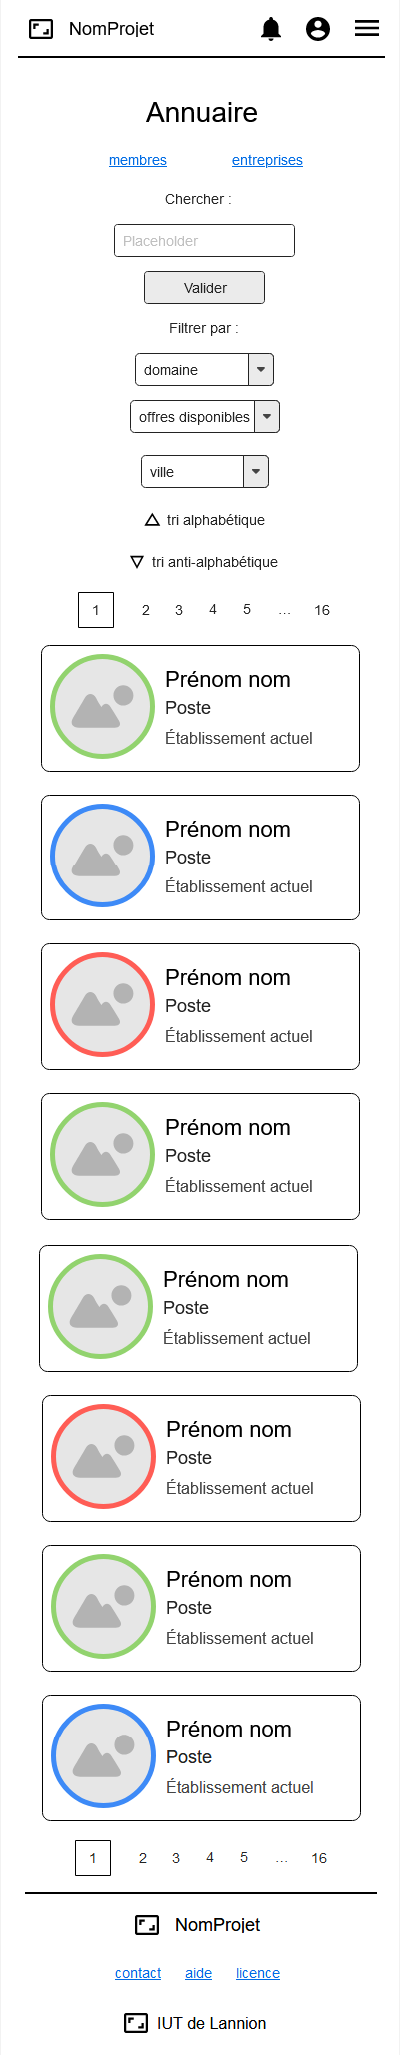 NomProjet
Annuaire
membres entreprises
Chercher :
Placeholder
Valider
Filtrer par :
domaine
offres disponibles
ville
tri alphabétique
tri anti-alphabétique
1 2 3 4 5 ... 16
Prénom nom
Poste
Établissement actuel
Prénom nom
Poste
Établissement actuel
Prénom nom
Poste
Établissement actuel
Prénom nom
Poste
Établissement actuel
Prénom nom
Poste
Établissement actuel
Prénom nom
Poste
Établissement actuel
Prénom nom
Poste
Établissement actuel
Prénom nom
Poste
Établissement actuel
1 2 3 4 5 ... 16
NomProjet
contact aide licence
IUT de Lannion